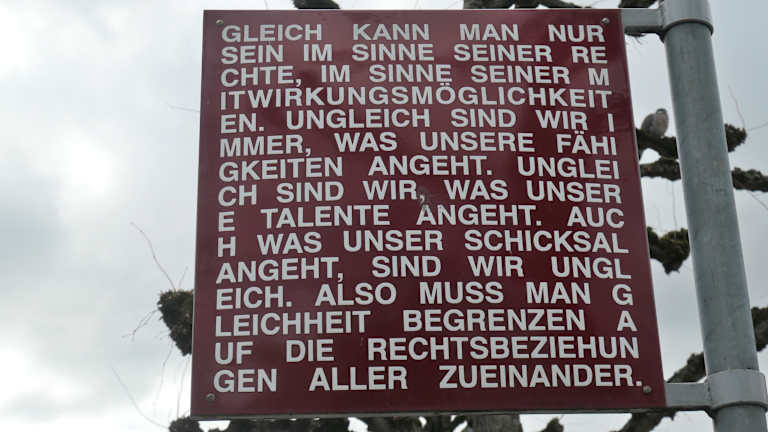 GLEICH KANN MAN NUR
SEIN IM SINNE SEINER RE
CHTE, IM SINNE SEINER M
ITWIRKUNGSMÖGLICHKEIT
EN. UNGLEICH SIND WIR I
MMER, WAS UNSERE FÄHI
GKEITEN ANGEHT. UNGLEI
CH SIND WIR, WAS UNSER
E TALENTE ANGEHT. AUC
H WAS UNSER SCHICKSAL
ANGEHT, SIND WIR UNGL
EICH. ALSO MUSS MAN G
LEICHHEIT BEGRENZEN A
UF DIE RECHTSBEZIEHUN
GEN ALLER ZUEINANDER.